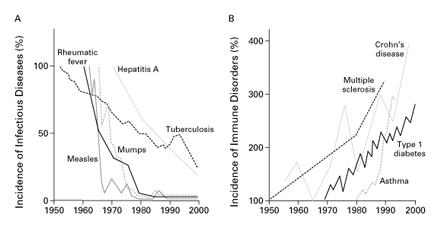 A
Incidence of Infectious Diseases (%)
100
50
0
1950 1960 1970 1980 1990 2000
Rheumatic
fever
Hepatitis A
Tuberculosis
Mumps
Measles
B
Incidence of Immune Disorders (%)
400
300
200
100
1950 1960 1970 1980 1990 2000
Crohn's
disease
Multiple
sclerosis
Type 1
diabetes
Asthma